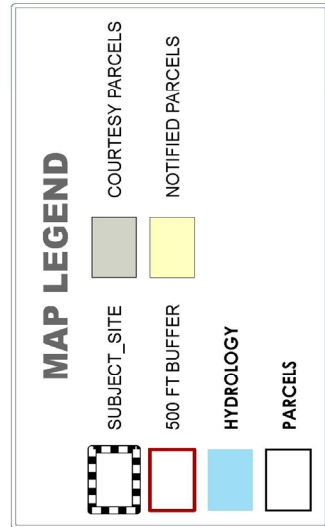 MAP LEGEND
SUBJECT_SITE
COURTESY PARCELS
500 FT BUFFER
NOTIFIED PARCELS
HYDROLOGY
PARCELS